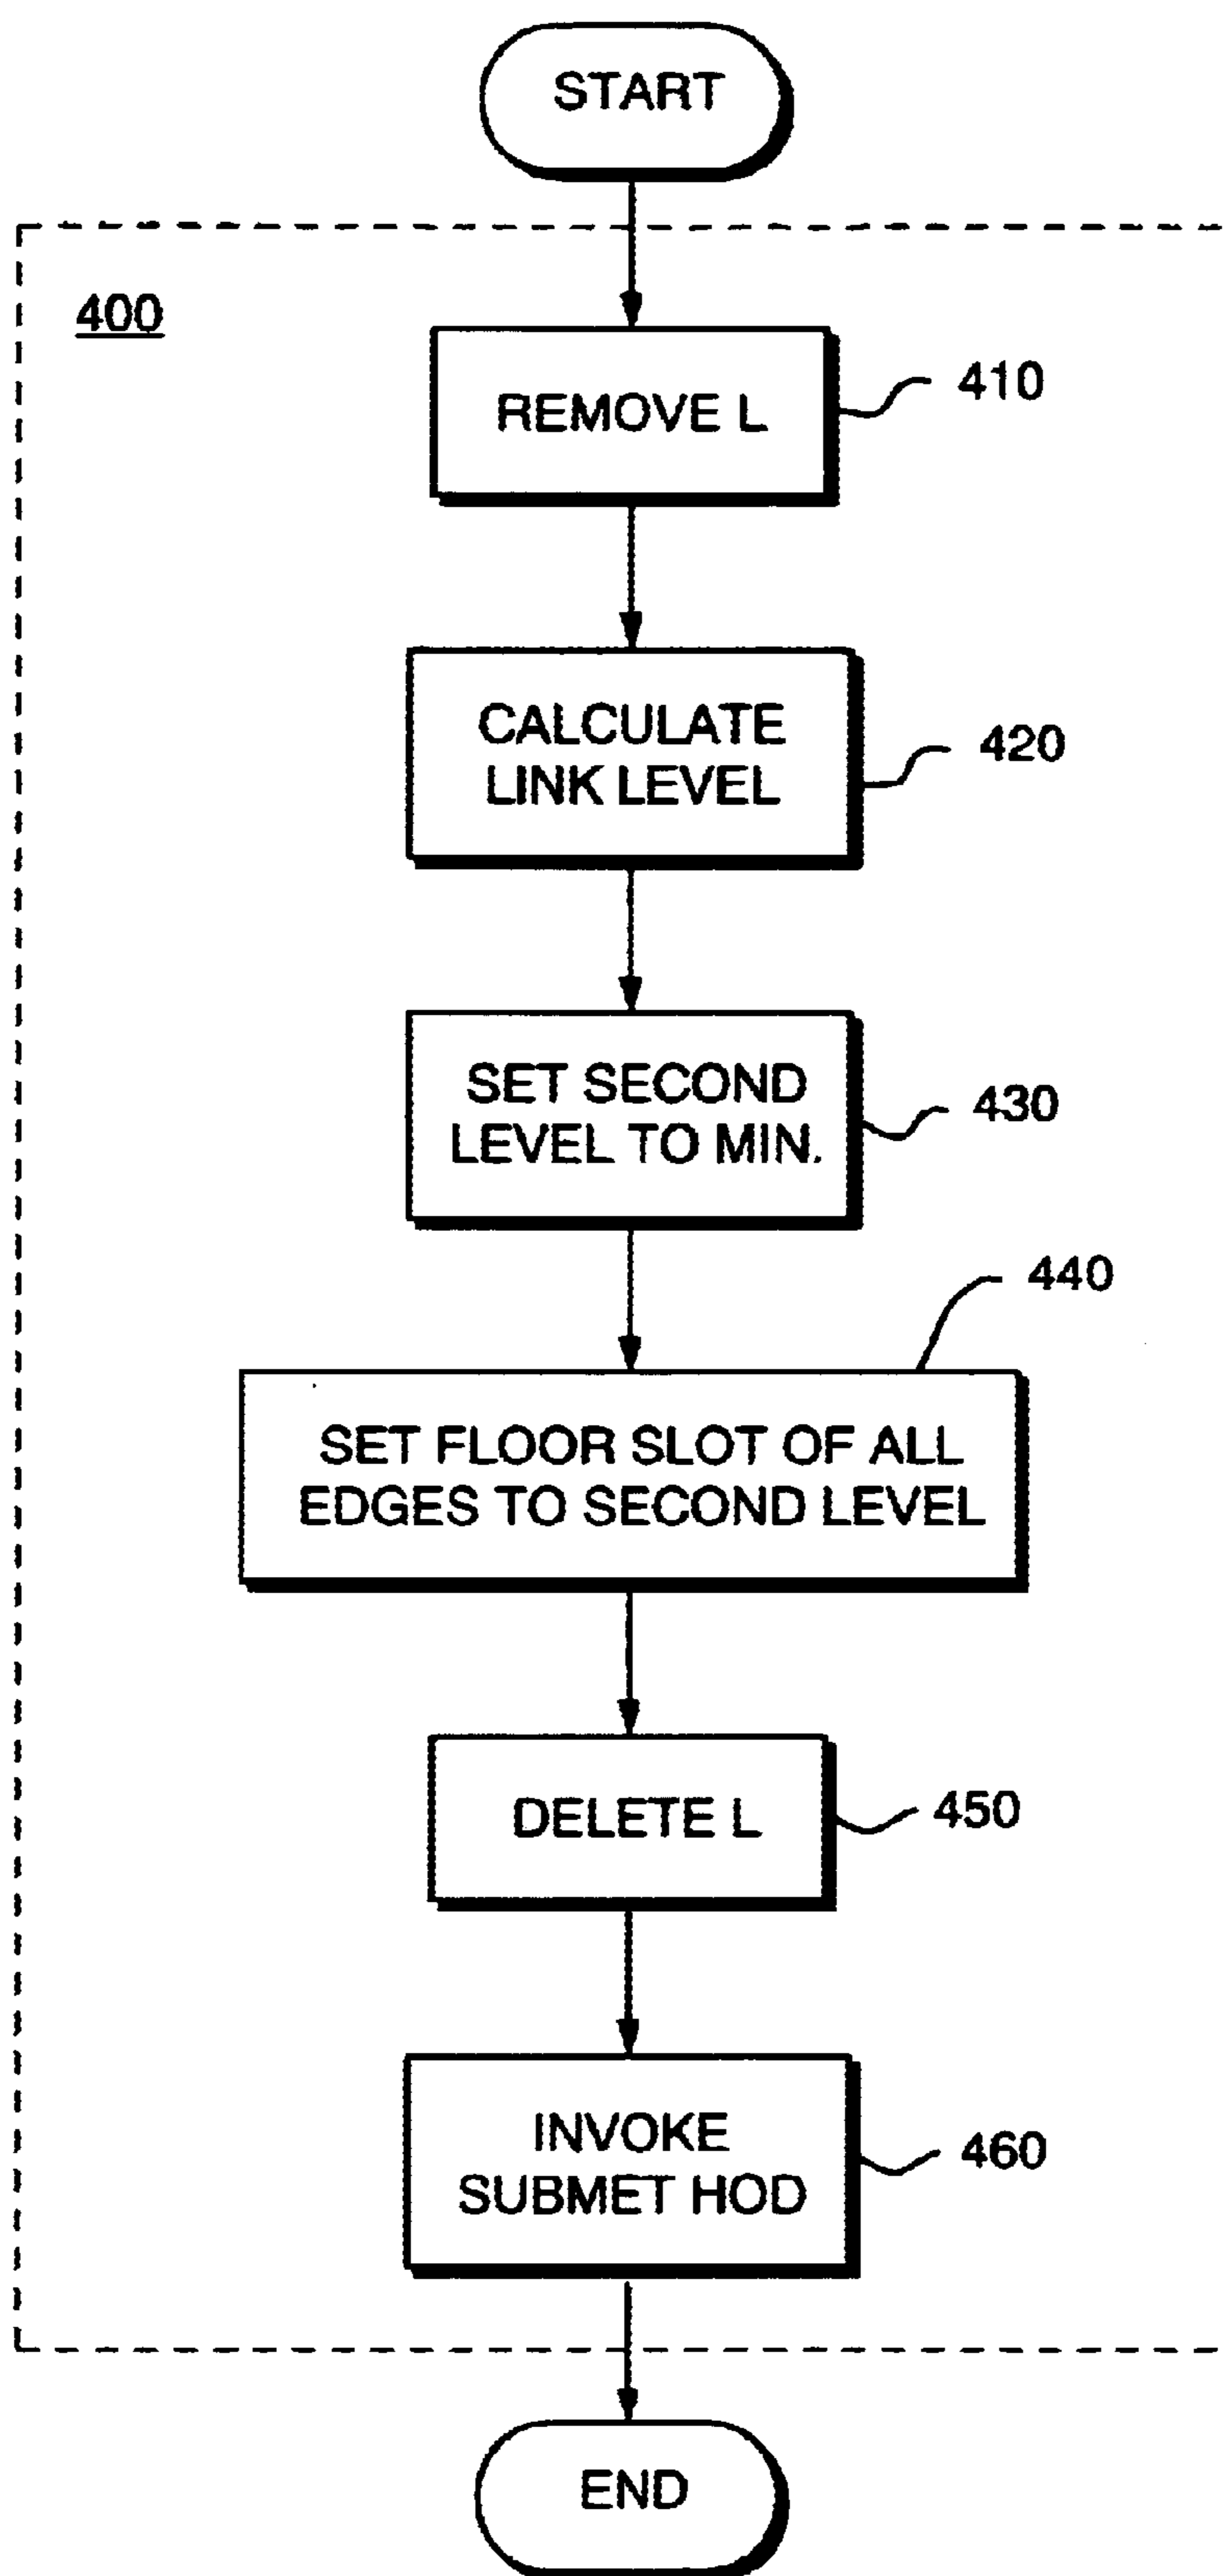 START
400
REMOVE L
410
CALCULATE
LINK LEVEL
420
SET SECOND
LEVEL TO MIN.
430
440
SET FLOOR SLOT OF ALL
EDGES TO SECOND LEVEL
DELETE L
450
INVOKE
SUBMET HOD
460
END